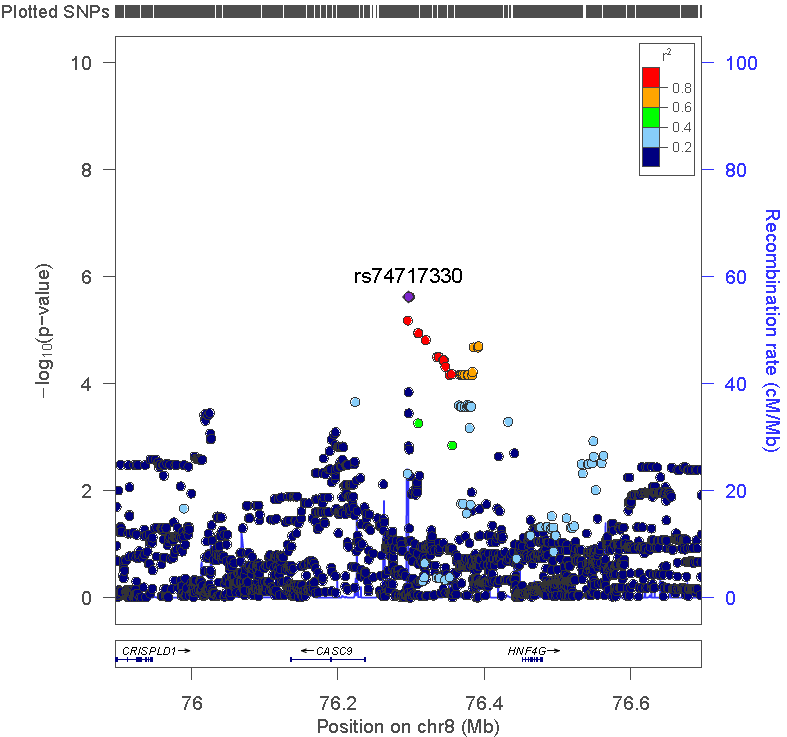 Plotted SNPs
10
8
6
4
2
0
−log10(p−value)
100
80
60
40
20
0
Recombination rate (cM/Mb)
r2
0.8
0.6
0.4
0.2
rs74717330
CRISPLD1→
←CASC9
HNF4G→
76
76.2
76.4
76.6
Position on chr8 (Mb)